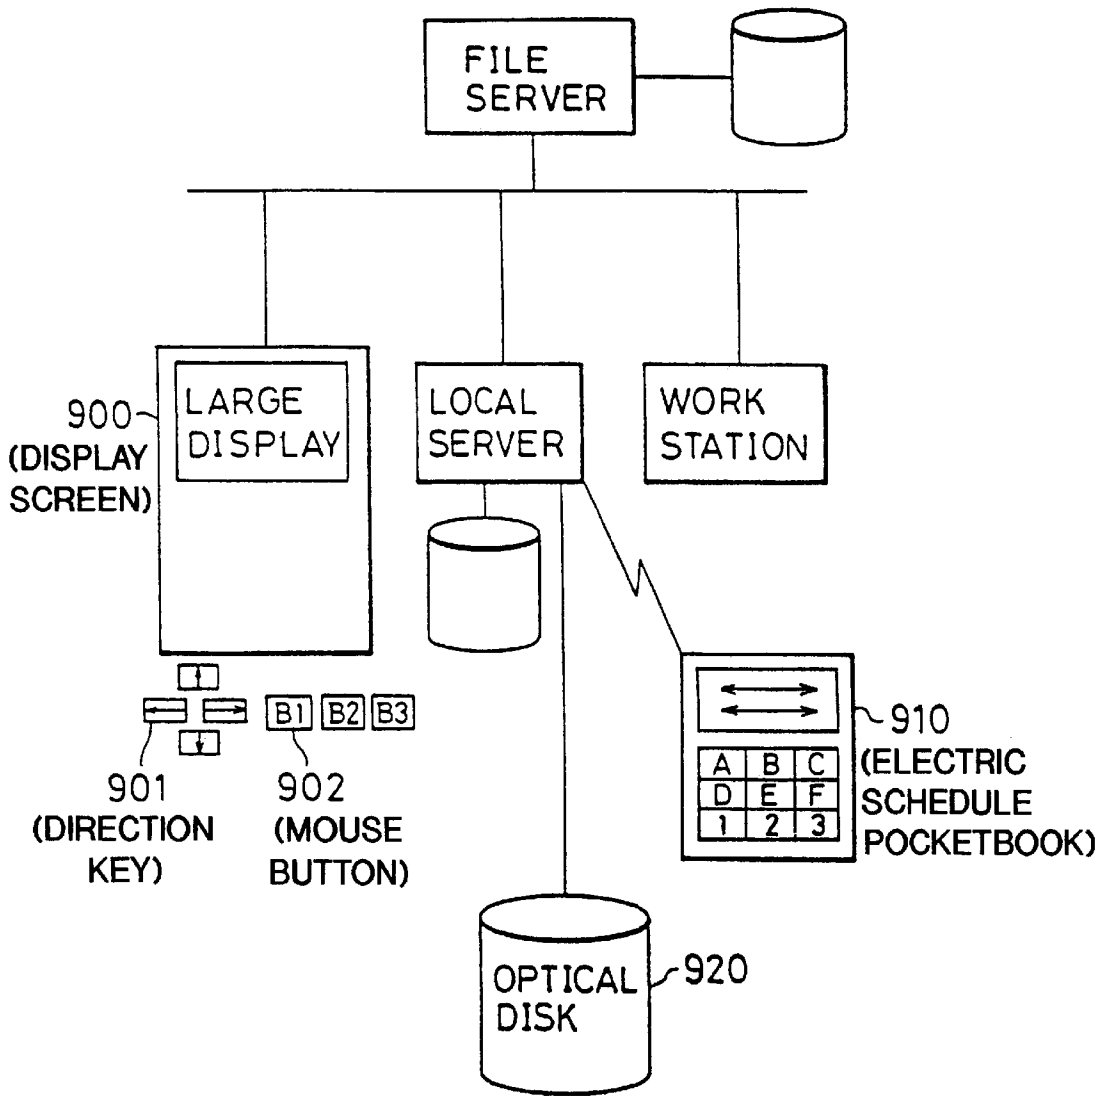 FILE
SERVER
LARGE
DISPLAY
LOCAL
SERVER
WORK
STATION
900
(DISPLAY
SCREEN)
B1 B2 B3
901
(DIRECTION
KEY)
902
(MOUSE
BUTTON)
A B C
D E F
1 2 3
910
(ELECTRIC
SCHEDULE
POCKETBOOK)
OPTICAL
DISK
920